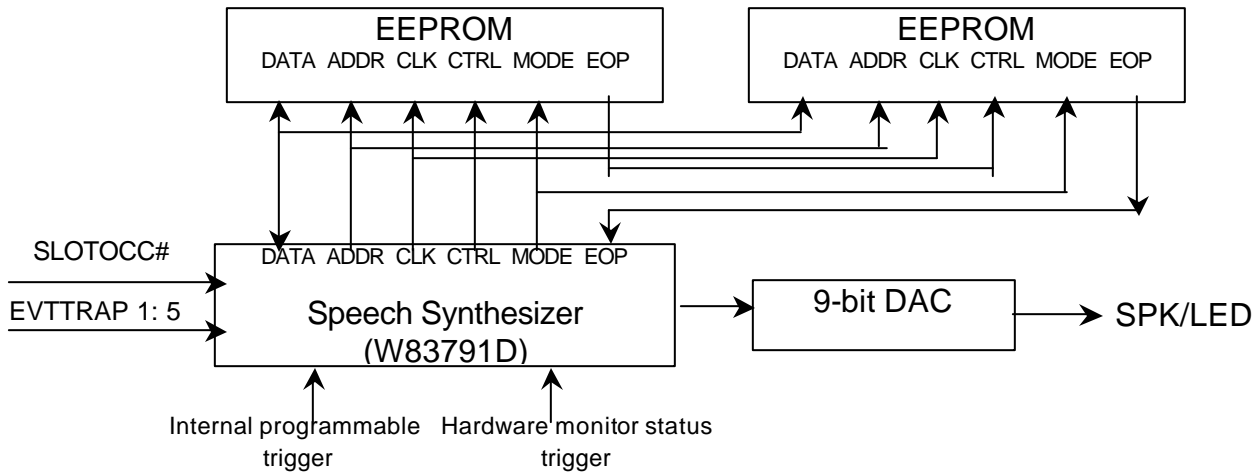 EEPROM
DATA ADDR CLK CTRL MODE EOP
EEPROM
DATA ADDR CLK CTRL MODE EOP
SLOTOCC#
EVTTRAP 1: 5
DATA ADDR CLK CTRL MODE EOP
Speech Synthesizer
(W83791D)
9-bit DAC
SPK/LED
Internal programmable
trigger
Hardware monitor status
trigger